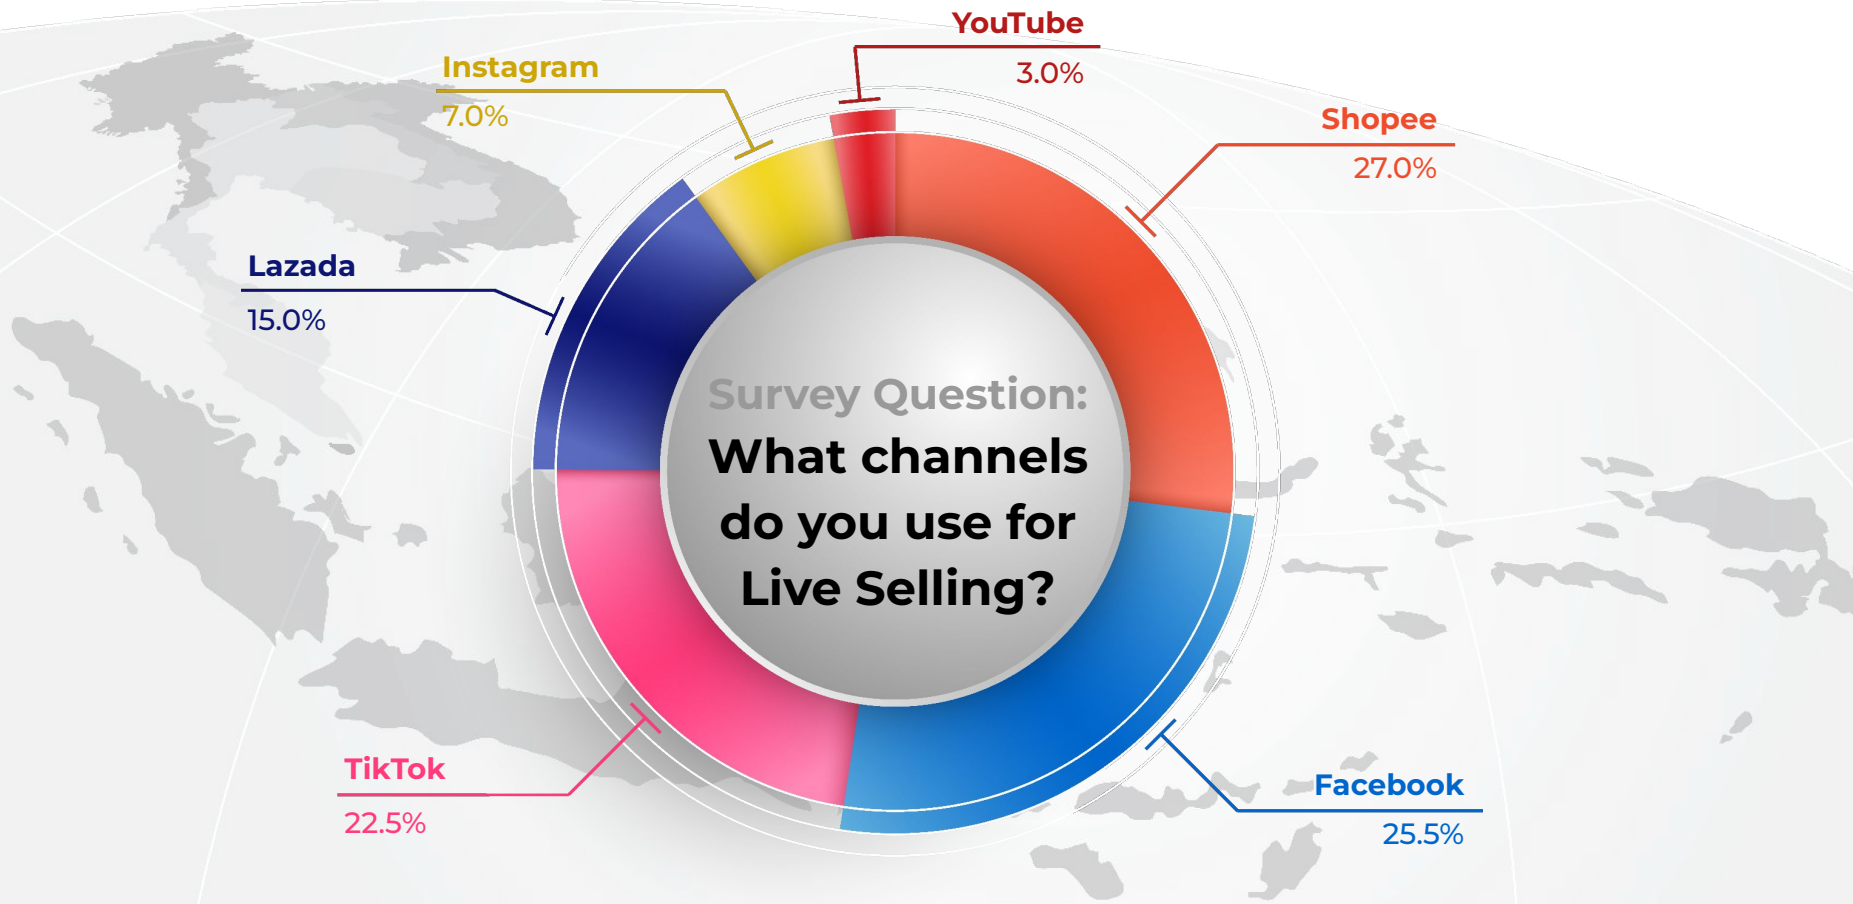 YouTube
3.0%
Instagram
7.0%
Shopee
27.0%
Lazada
15.0%
Survey Question:
What channels
do you use for
Live Selling?
TikTok
22.5%
Facebook
25.5%